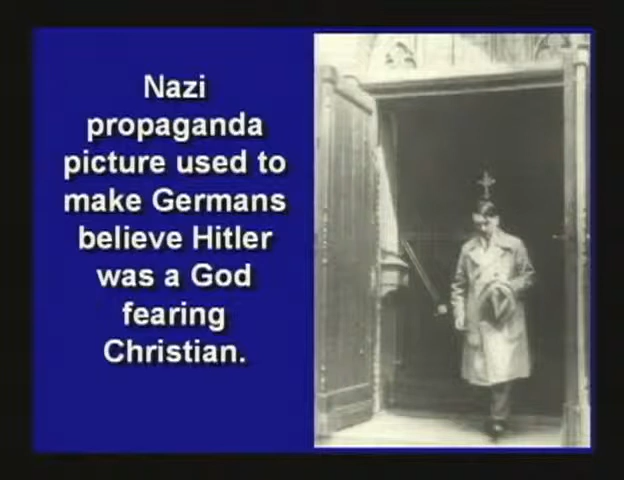 Nazi
propaganda
picture used to
make Germans
believe Hitler
was a God
fearing
Christian.